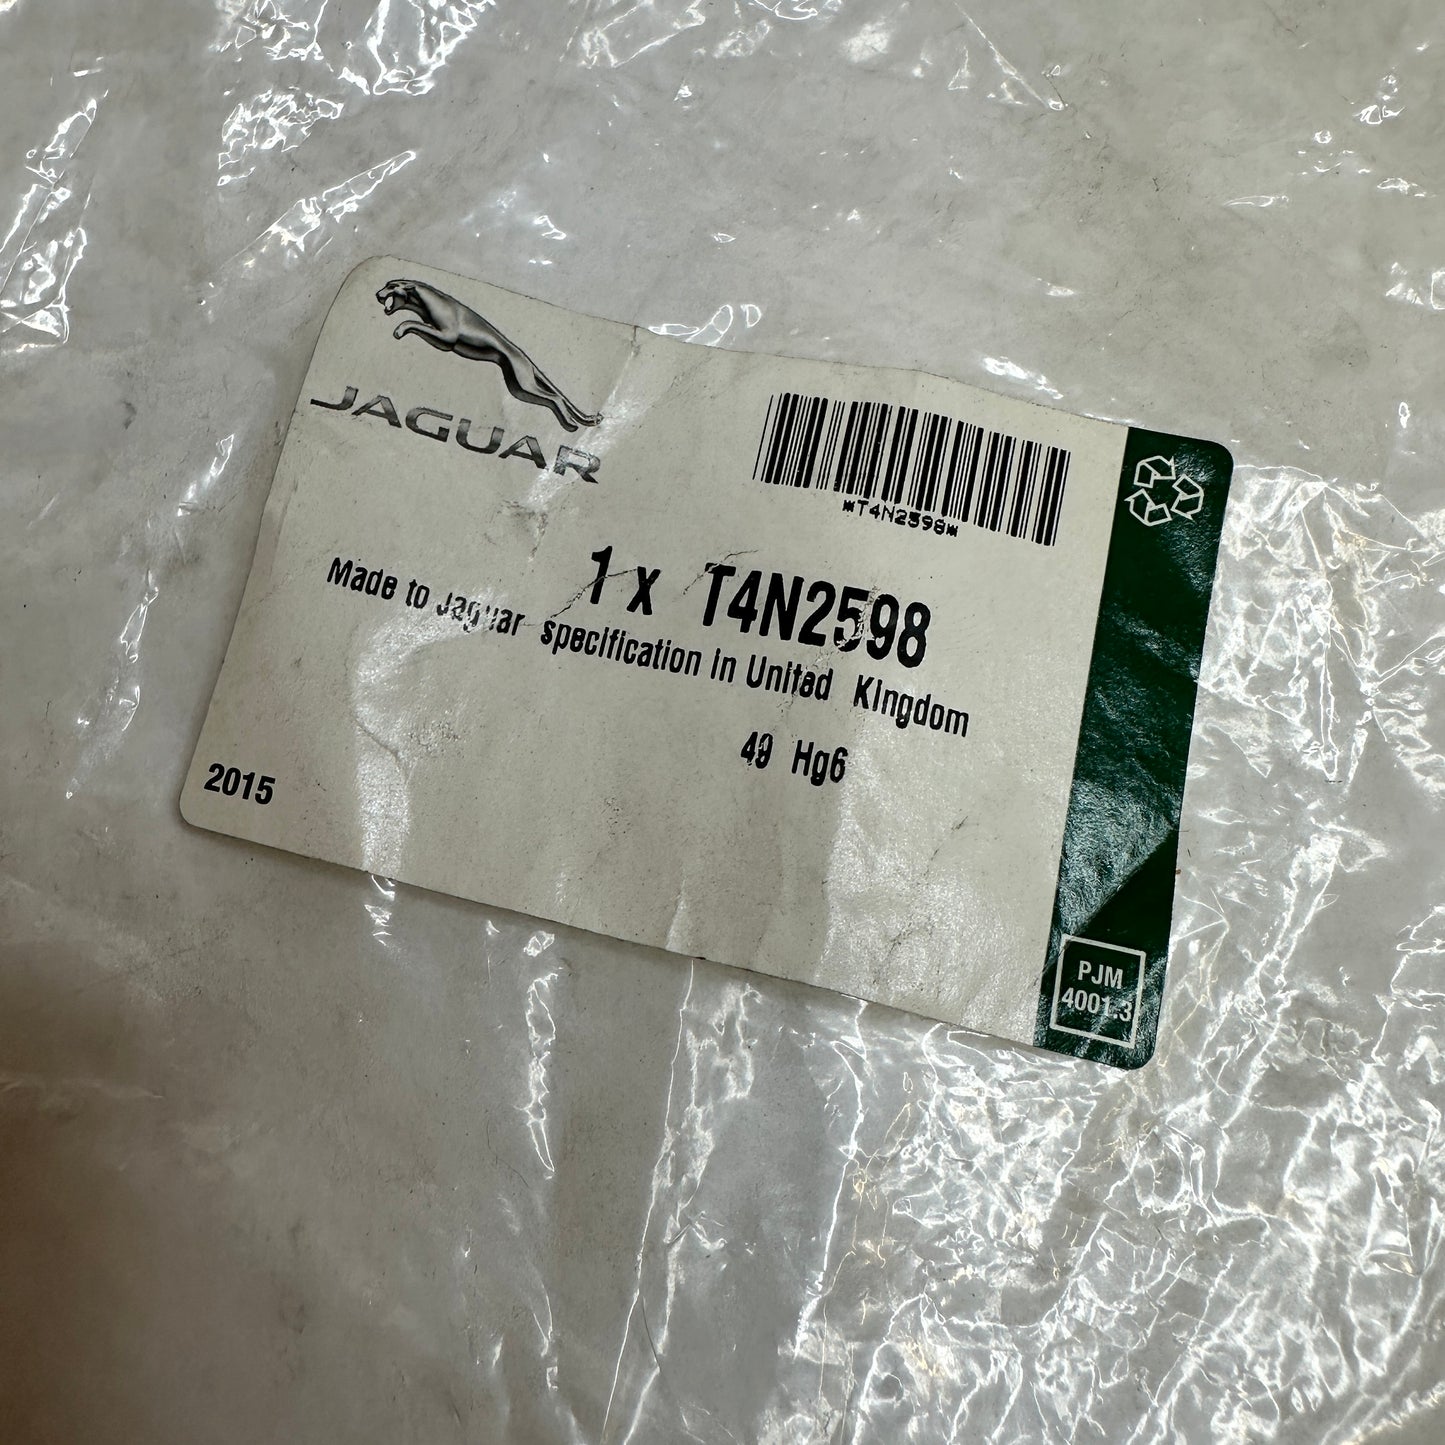 JAGUAR
*T4N2598*
1 x T4N2598
Made to Jaguar specification in United Kingdom
49 Hg6
2015
PJM
4001.3